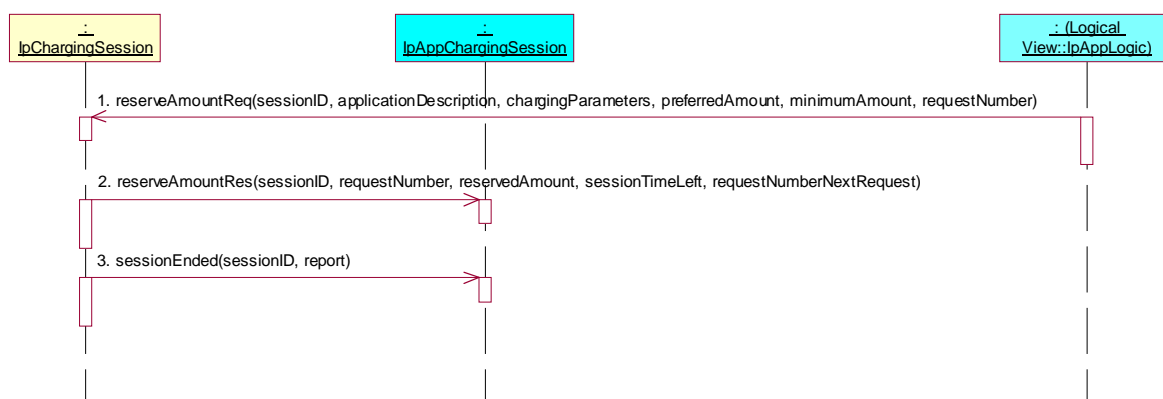 :
IpChargingSession
:
IpAppChargingSession
: (Logical
View::IpAppLogic)
1. reserveAmountReq(sessionID, applicationDescription, chargingParameters, preferredAmount, minimumAmount, requestNumber)
2. reserveAmountRes(sessionID, requestNumber, reservedAmount, sessionTimeLeft, requestNumberNextRequest)
3. sessionEnded(sessionID, report)